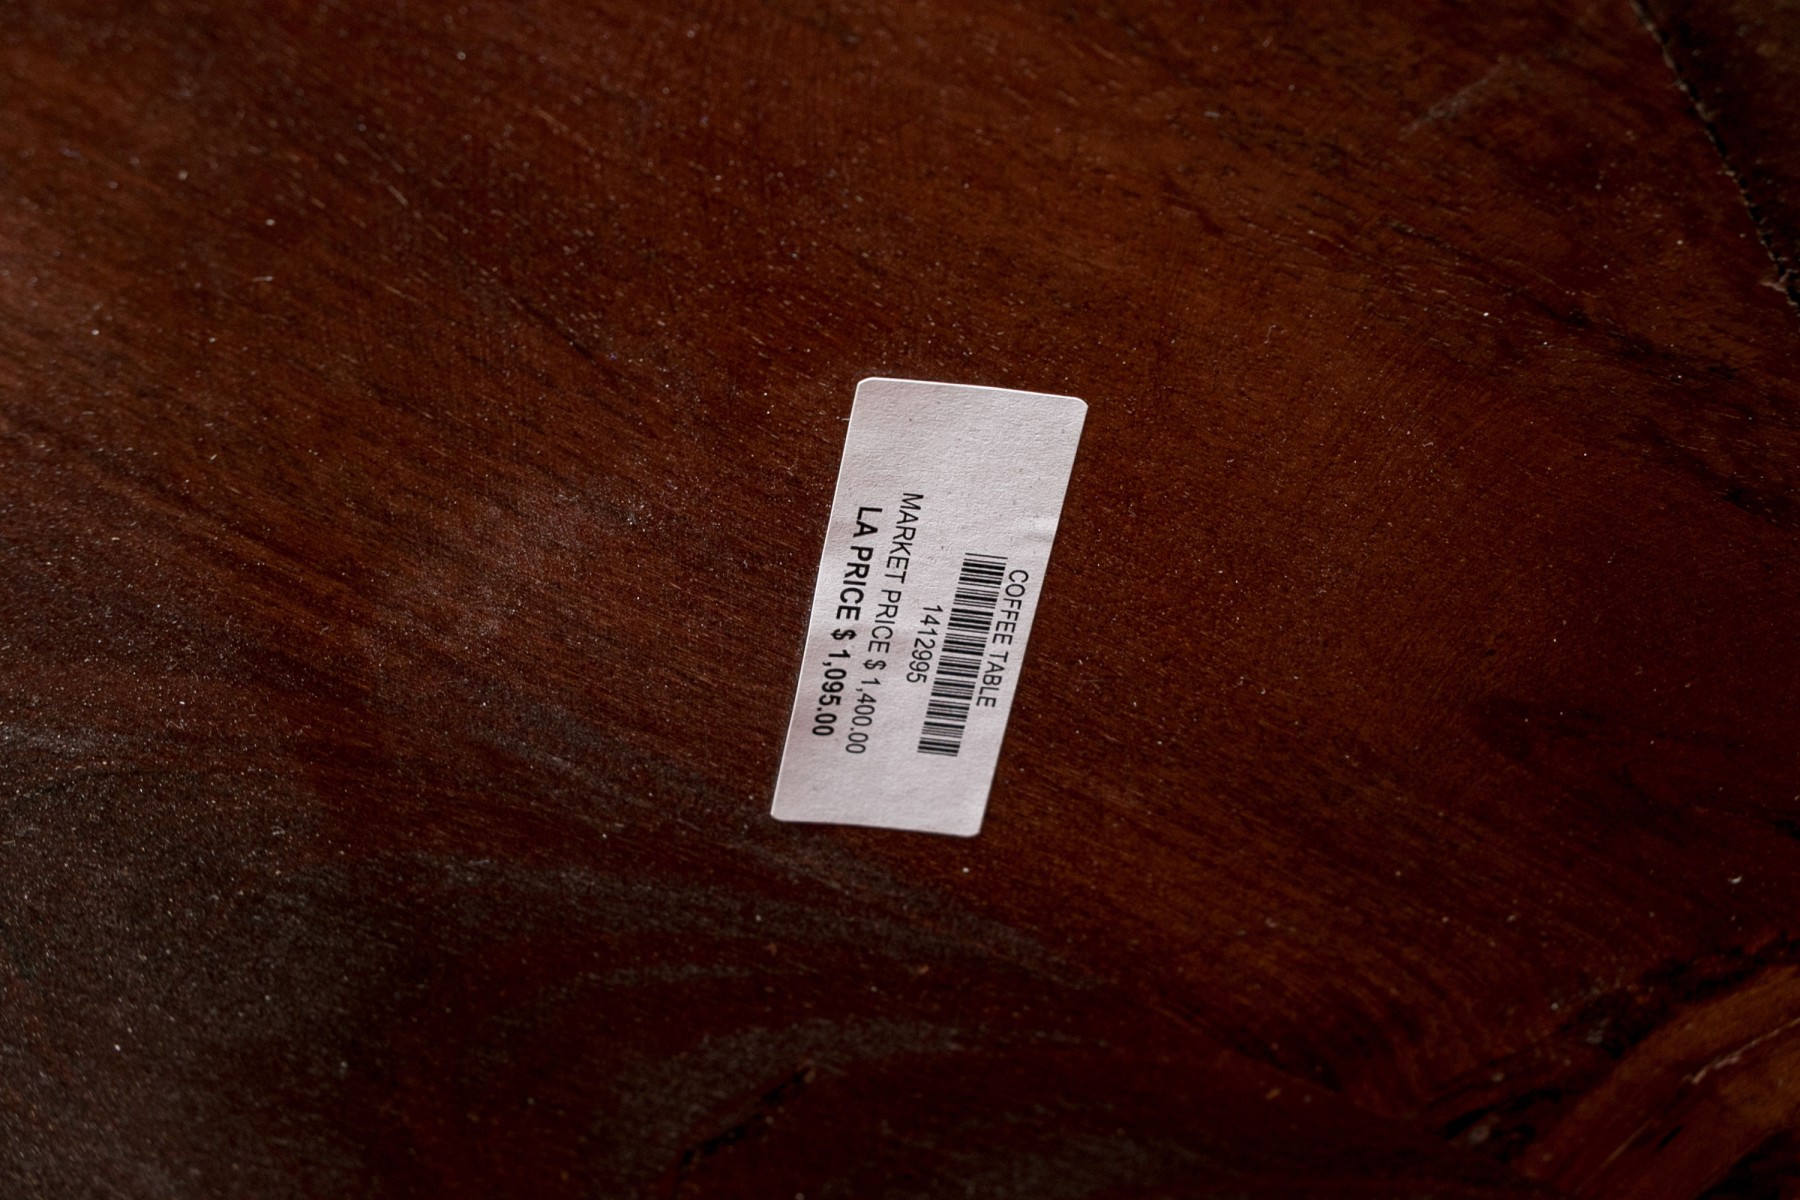 COFFEE TABLE
1412995
MARKET PRICE $ 1,400.00
LA PRICE $ 1,095.00